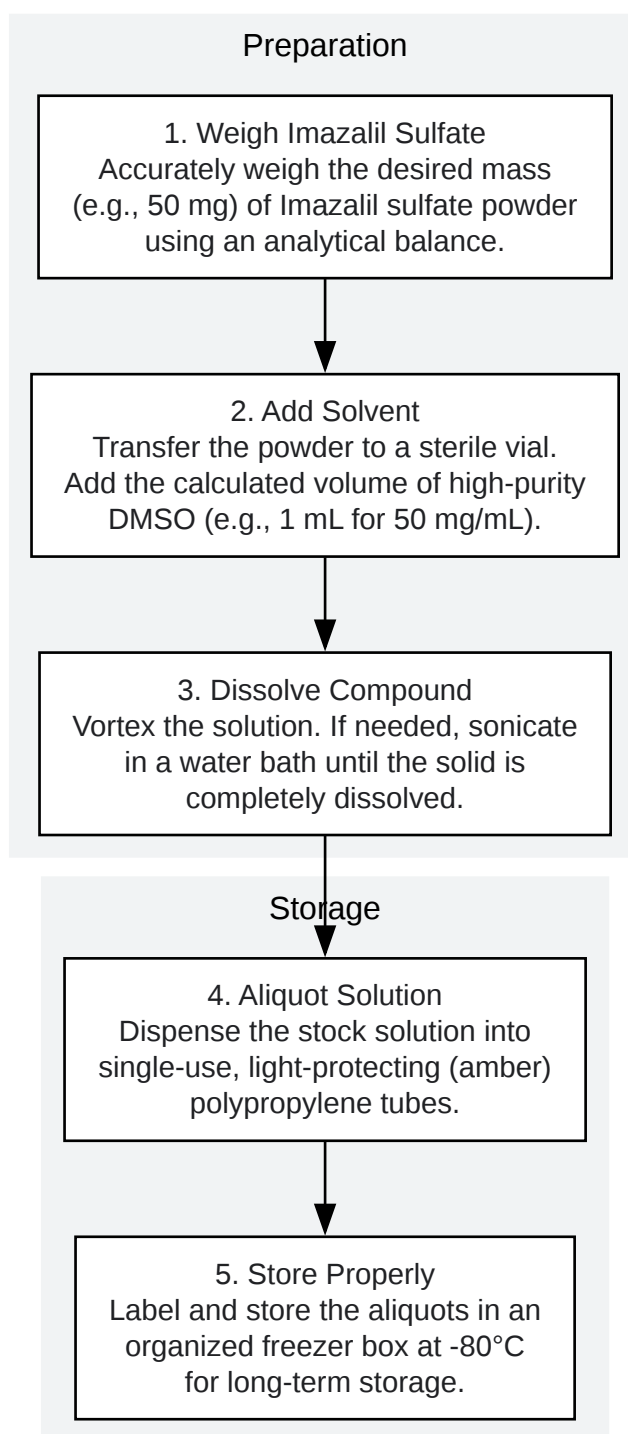 Preparation
1. Weigh Imazalil Sulfate
Accurately weigh the desired mass
(e.g., 50 mg) of Imazalil sulfate powder
using an analytical balance.
2. Add Solvent
Transfer the powder to a sterile vial.
Add the calculated volume of high-purity
DMSO (e.g., 1 mL for 50 mg/mL).
3. Dissolve Compound
Vortex the solution. If needed, sonicate
in a water bath until the solid is
completely dissolved.
Storage
4. Aliquot Solution
Dispense the stock solution into
single-use, light-protecting (amber)
polypropylene tubes.
5. Store Properly
Label and store the aliquots in an
organized freezer box at -80°C
for long-term storage.